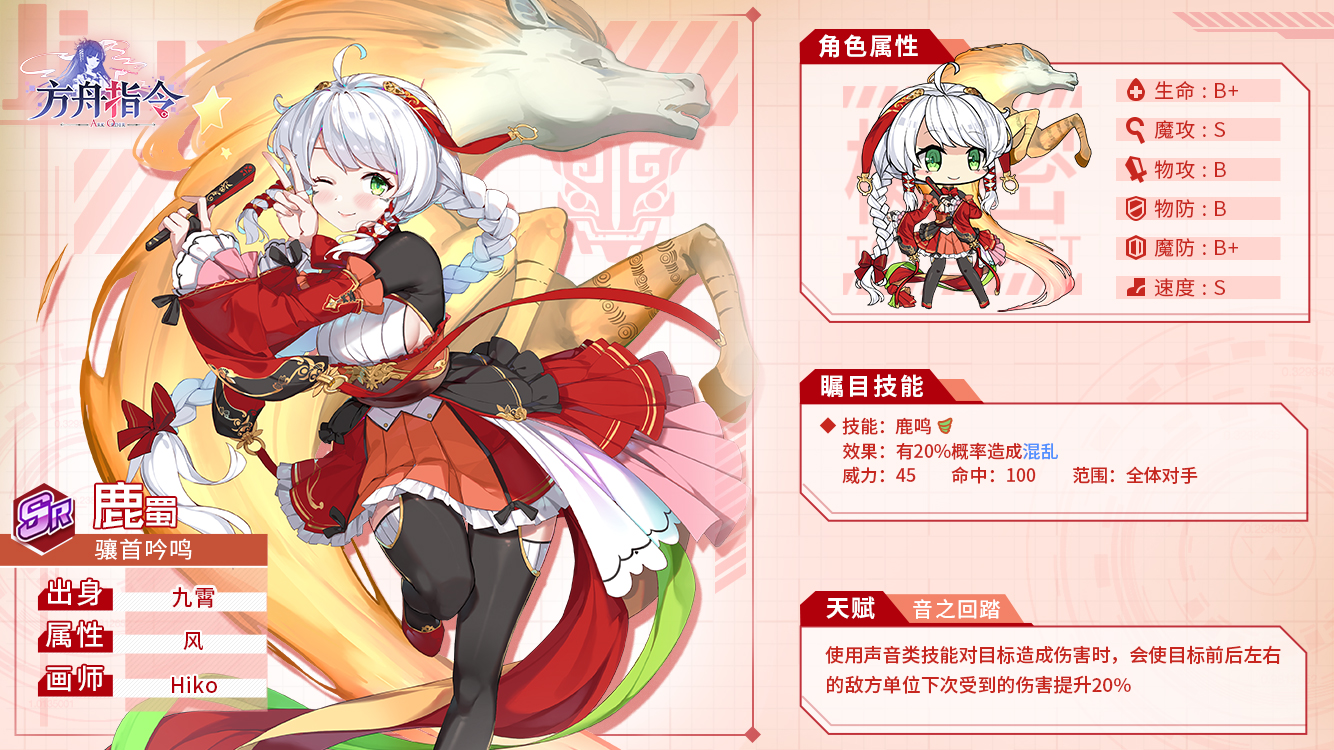 方舟指令
ARK ORDER
SR
鹿蜀
骧首吟鸣
出身 九霄
属性 风
画师 Hiko
角色属性
生命：B+
魔攻：S
物攻：B
物防：B
魔防：B+
速度：S
瞩目技能
技能：鹿鸣
效果：有20%概率造成混乱
威力：45 命中：100 范围：全体对手
天赋 音之回踏
使用声音类技能对目标造成伤害时，会使目标前后左右
的敌方单位下次受到的伤害提升20%